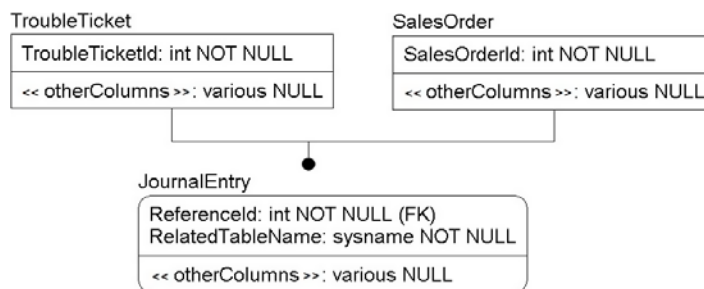 TroubleTicket
TroubleTicketId: int NOT NULL
<< otherColumns >>: various NULL
SalesOrder
SalesOrderId: int NOT NULL
<< otherColumns >>: various NULL
JournalEntry
ReferenceId: int NOT NULL (FK)
RelatedTableName: sysname NOT NULL
<< otherColumns >>: various NULL